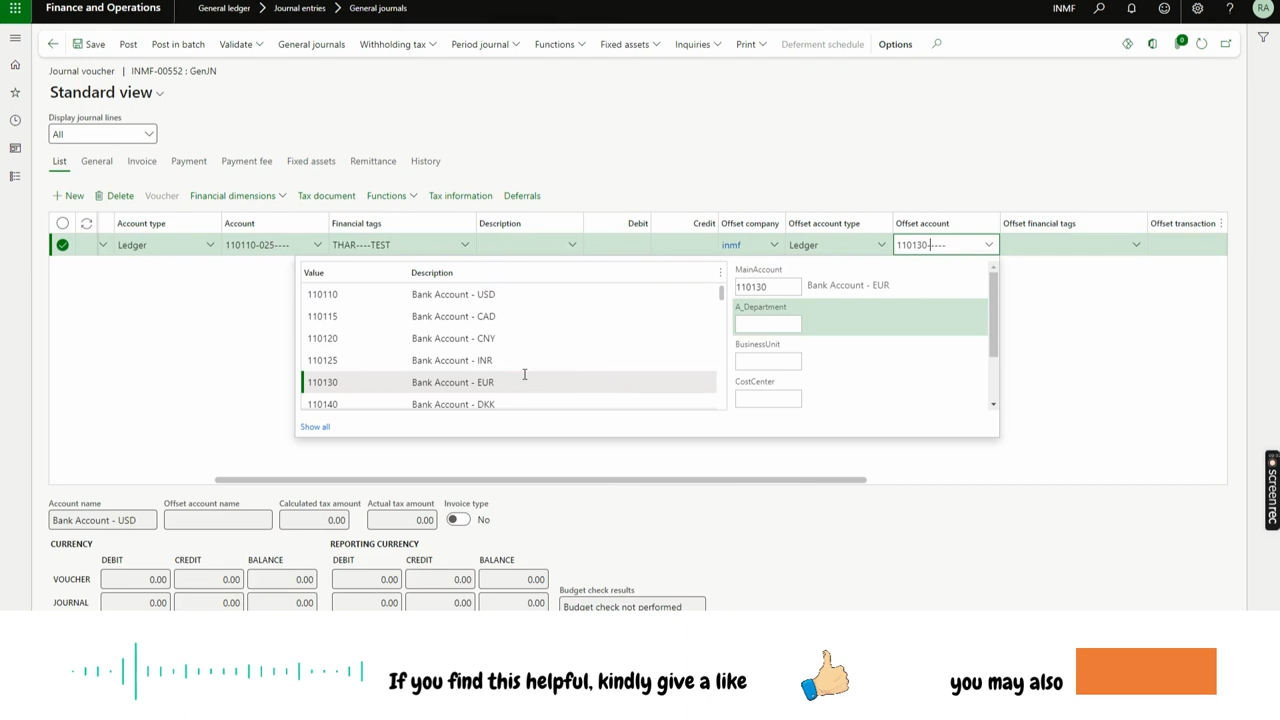 Finance and Operations
General ledger
Journal entries
General journals
INMF
RA
Save
Post
Post in batch
Validate
General journals
Withholding tax
Period journal
Functions
Fixed assets
Inquiries
Print
Deferment schedule
Options
0
Journal voucher | INMF-00552 : GenJN
Standard view
Display journal lines
All
List
General
Invoice
Payment
Payment fee
Fixed assets
Remittance
History
New
Delete
Voucher
Financial dimensions
Tax document
Functions
Tax information
Deferrals
Account type
Account
Financial tags
Description
Debit
Credit
Offset company
Offset account type
Offset account
Offset financial tags
Offset transaction
Ledger
110110-025----
THAR----TEST
inmf
Ledger
110130-----
Value
Description
110110
Bank Account - USD
110115
Bank Account - CAD
110120
Bank Account - CNY
110125
Bank Account - INR
110130
Bank Account - EUR
110140
Bank Account - DKK
Show all
MainAccount
110130
Bank Account - EUR
A_Department
BusinessUnit
CostCenter
Account name
Offset account name
Calculated tax amount
Actual tax amount
Invoice type
Bank Account - USD
0.00
0.00
No
CURRENCY
REPORTING CURRENCY
DEBIT
CREDIT
BALANCE
DEBIT
CREDIT
BALANCE
VOUCHER
0.00
0.00
0.00
0.00
0.00
0.00
JOURNAL
0.00
0.00
0.00
0.00
0.00
0.00
Budget check results
Budget check not performed
screenrec
If you find this helpful, kindly give a like
you may also